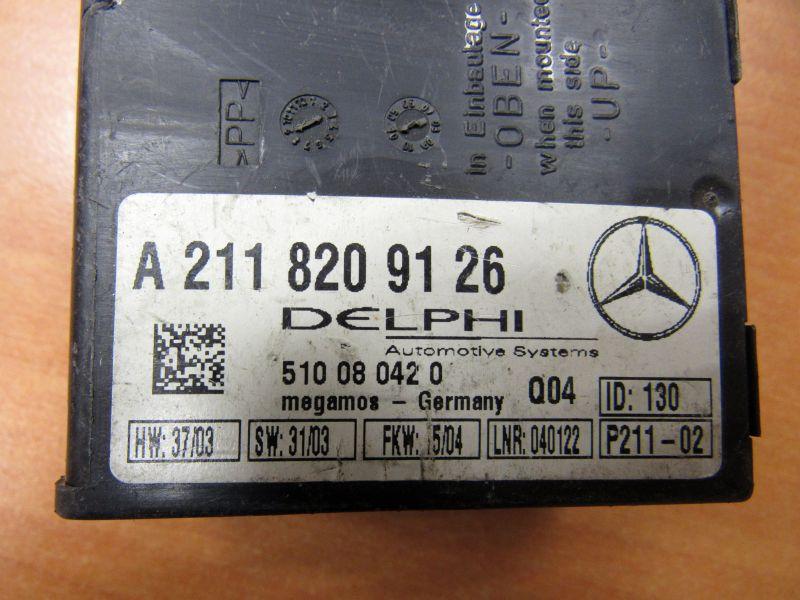 >PP<
in Einbaulage
-OBEN-
when mounted
this side
-UP-
A 211 820 91 26
DELPHI
Automotive Systems
510 08 042 0
megamos - Germany
Q04
ID: 130
HW: 37/03
SW: 31/03
FKW: 15/04
LNR: 040122
P211-02